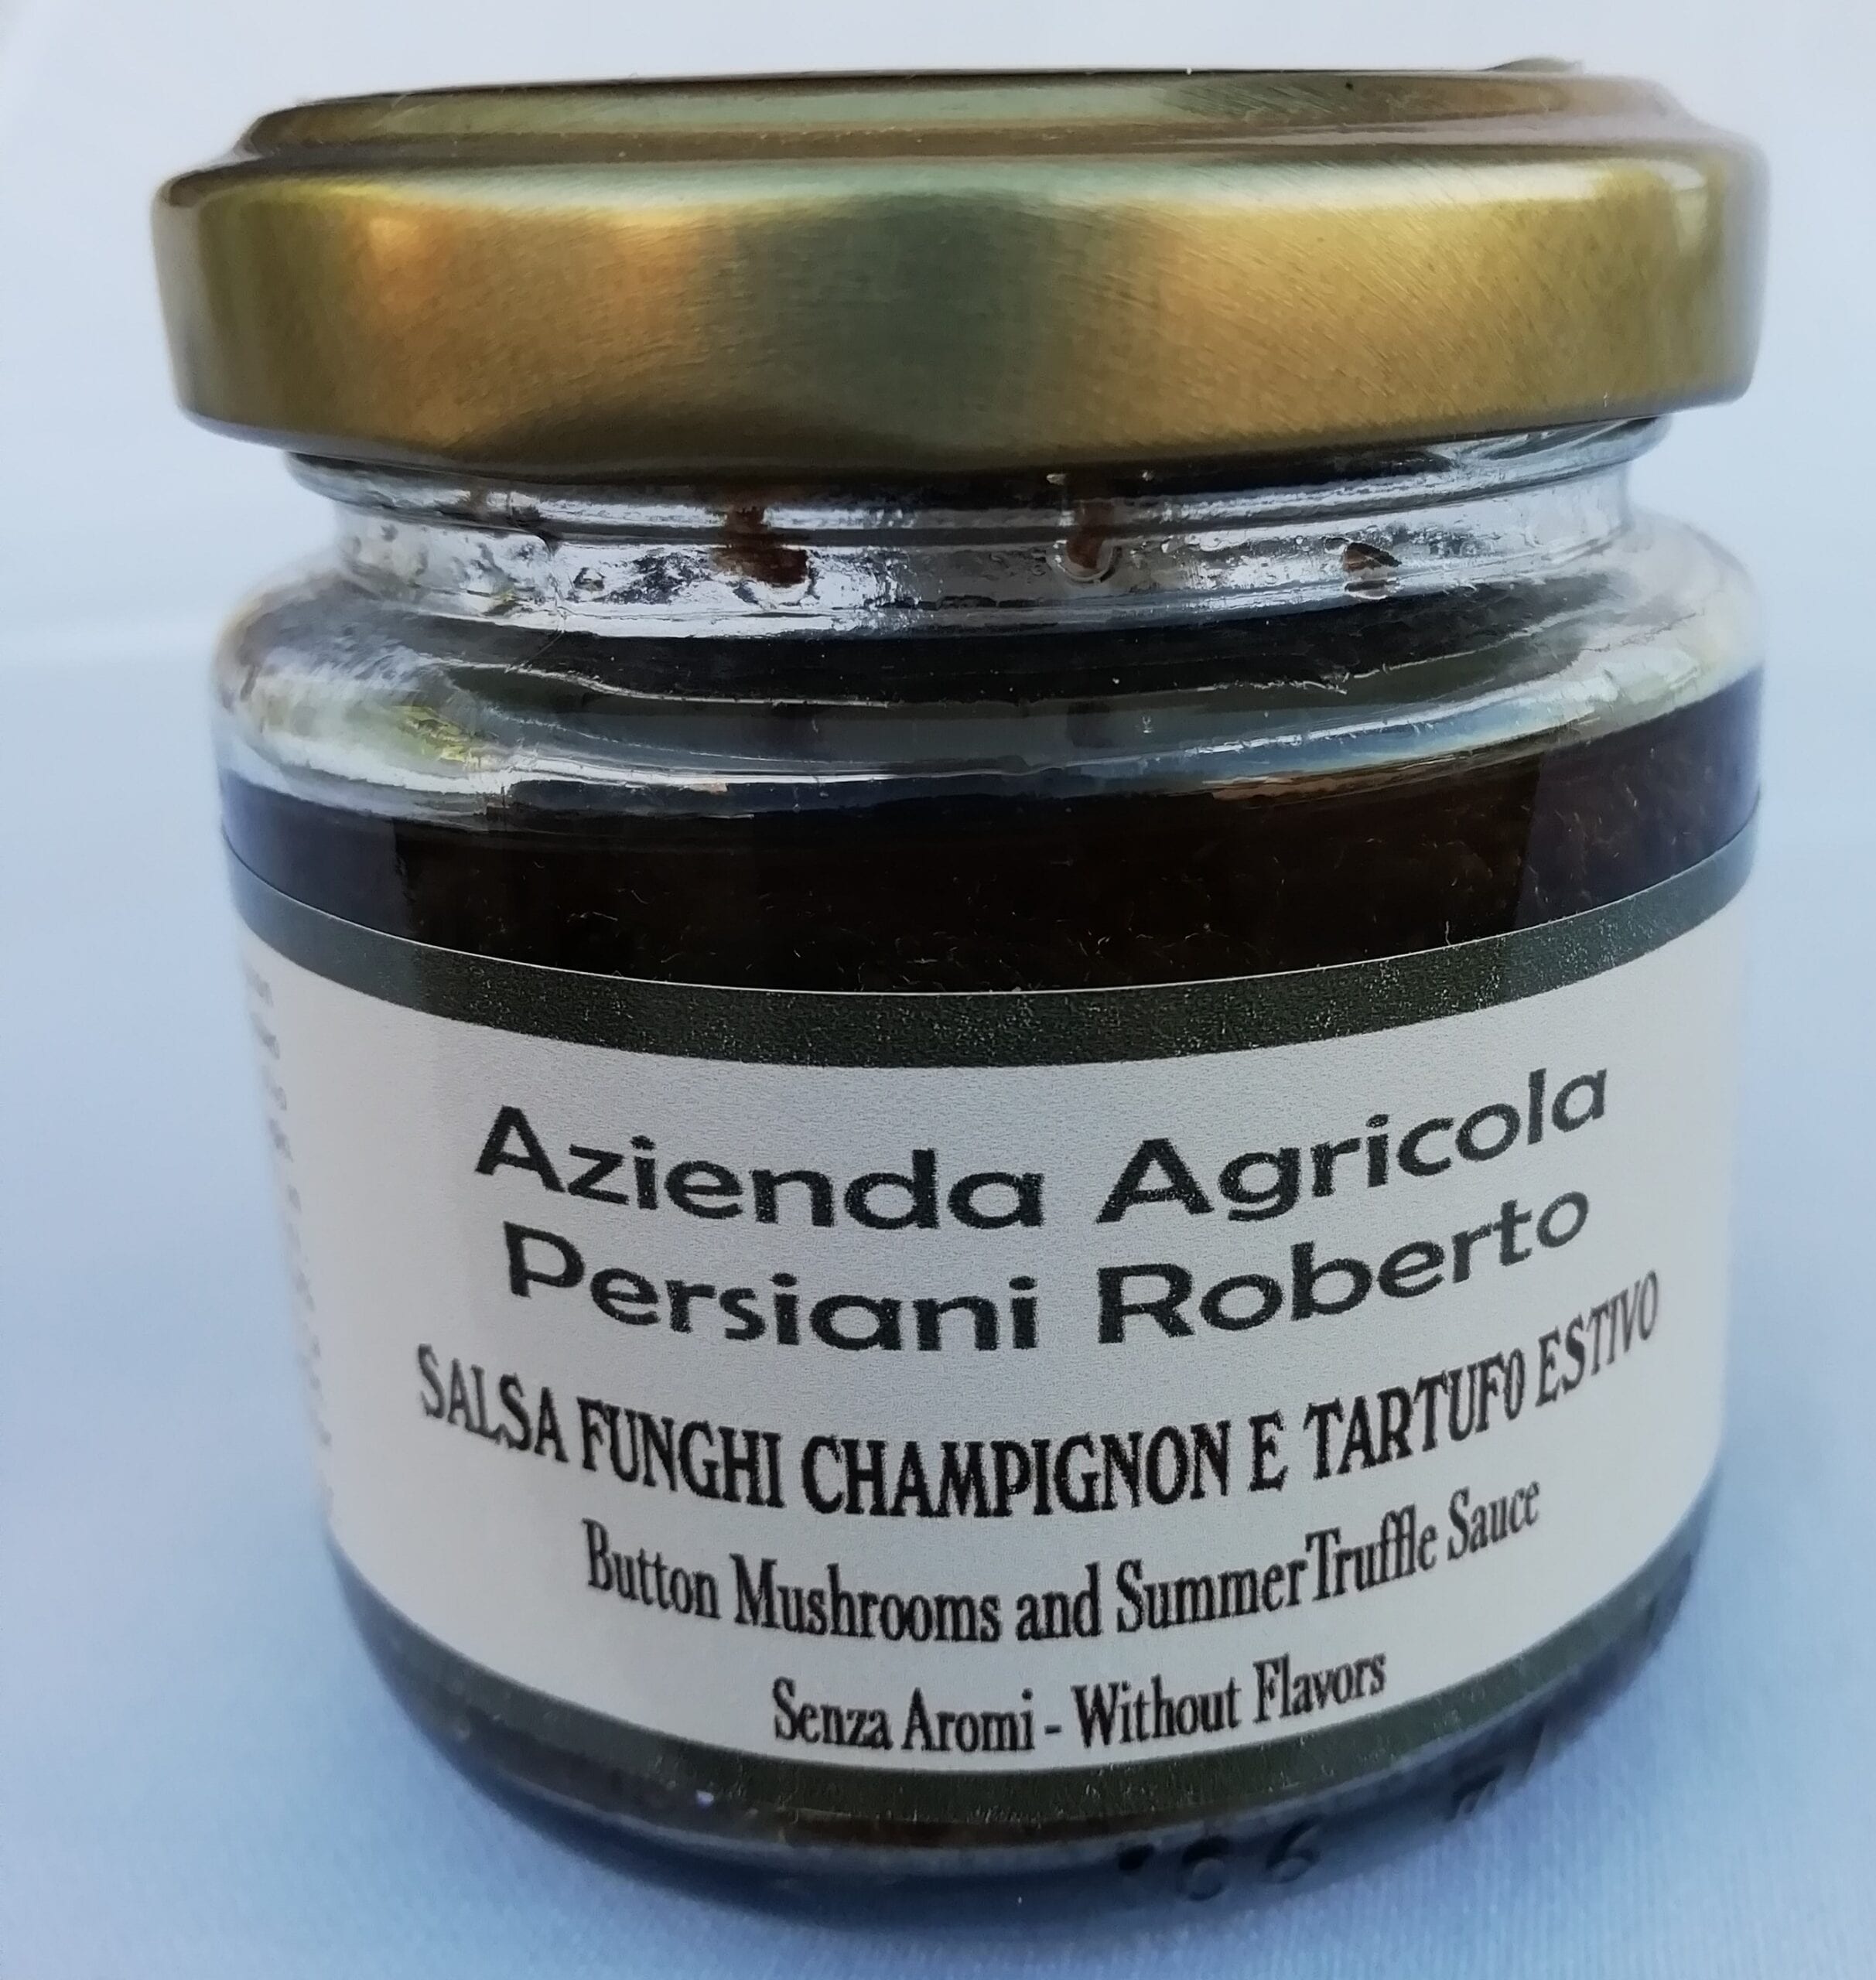 Azienda Agricola
Persiani Roberto
SALSA FUNGHI CHAMPIGNON E TARTUFO ESTIVO
Button Mushrooms and Summer Truffle Sauce
Senza Aromi - Without Flavors